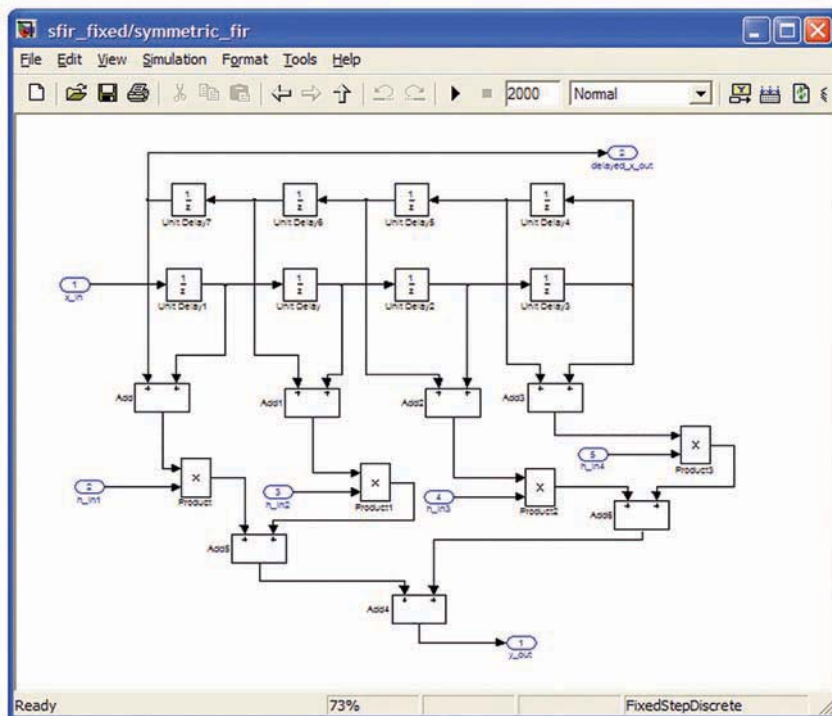 sfir_fixed/symmetric_fir
File Edit View Simulation Format Tools Help
2000 Normal
2
delayed_x_out
1/z 1/z 1/z 1/z
Unit Delay7 Unit Delay6 Unit Delay5 Unit Delay4
1 1/z 1/z 1/z 1/z
x_in Unit Delay1 Unit Delay Unit Delay2 Unit Delay3
+ + + + + + + +
Add Add1 Add2 Add3
5 ×
h_in4 Product3
2 × 3 × 4 ×
h_in1 Product h_in2 Product1 h_in3 Product2
+ + + +
Add5 Add6
+ +
Add4
1
y_out
Ready 73% FixedStepDiscrete